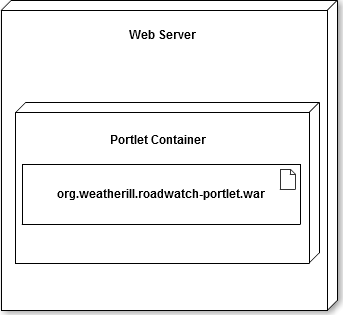 Web Server
Portlet Container
org.weatherill.roadwatch-portlet.war